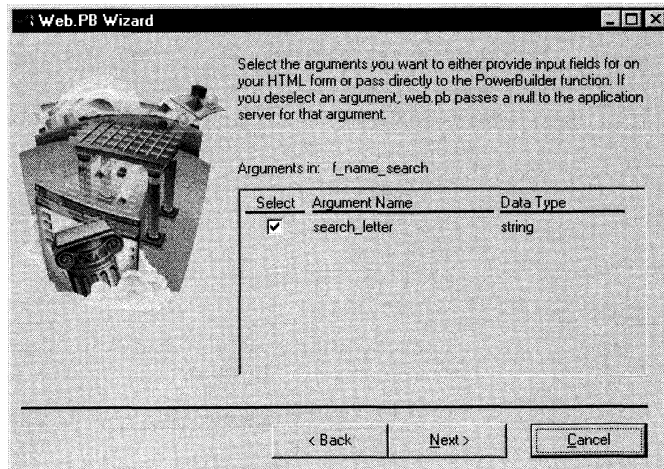 Web.PB Wizard
Select the arguments you want to either provide input fields for on
your HTML form or pass directly to the PowerBuilder function. If
you deselect an argument, web.pb passes a null to the application
server for that argument.
Arguments in: f_name_search
Select Argument Name Data Type
search_letter string
< Back Next > Cancel